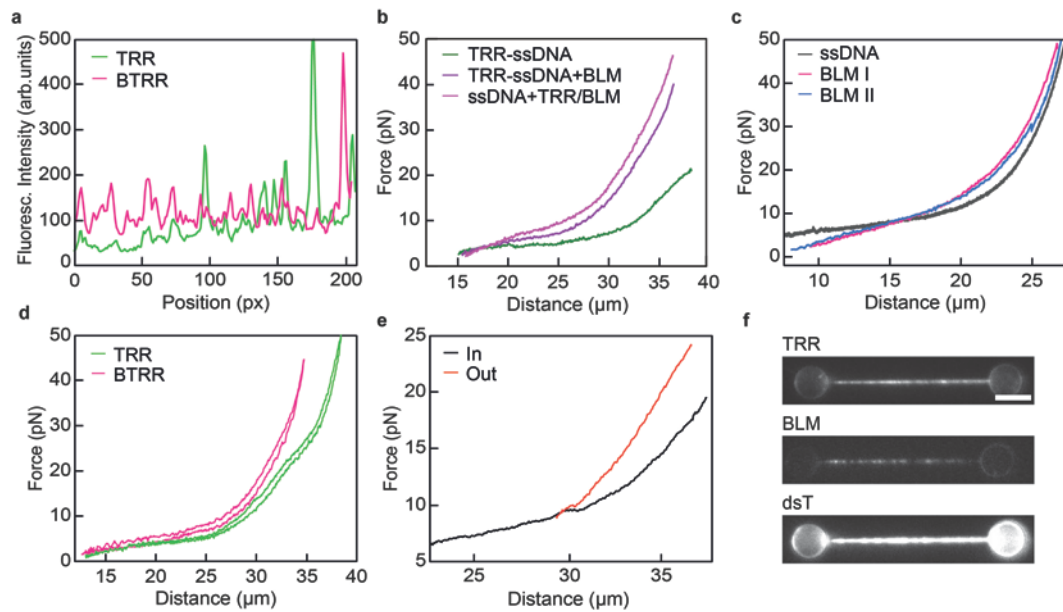 a
Fluoresc. Intensity (arb.units)
500
400
300
200
100
0
TRR
BTRR
0
50
100
150
200
Position (px)
b
Force (pN)
50
40
30
20
10
0
TRR-ssDNA
TRR-ssDNA+BLM
ssDNA+TRR/BLM
15
20
25
30
35
40
Distance (µm)
c
Force (pN)
50
40
30
20
10
0
ssDNA
BLM I
BLM II
10
15
20
25
Distance (µm)
d
Force (pN)
50
40
30
20
10
0
TRR
BTRR
15
20
25
30
35
40
Distance (µm)
e
Force (pN)
25
20
15
10
5
In
Out
25
30
35
Distance (µm)
f
TRR
BLM
dsT